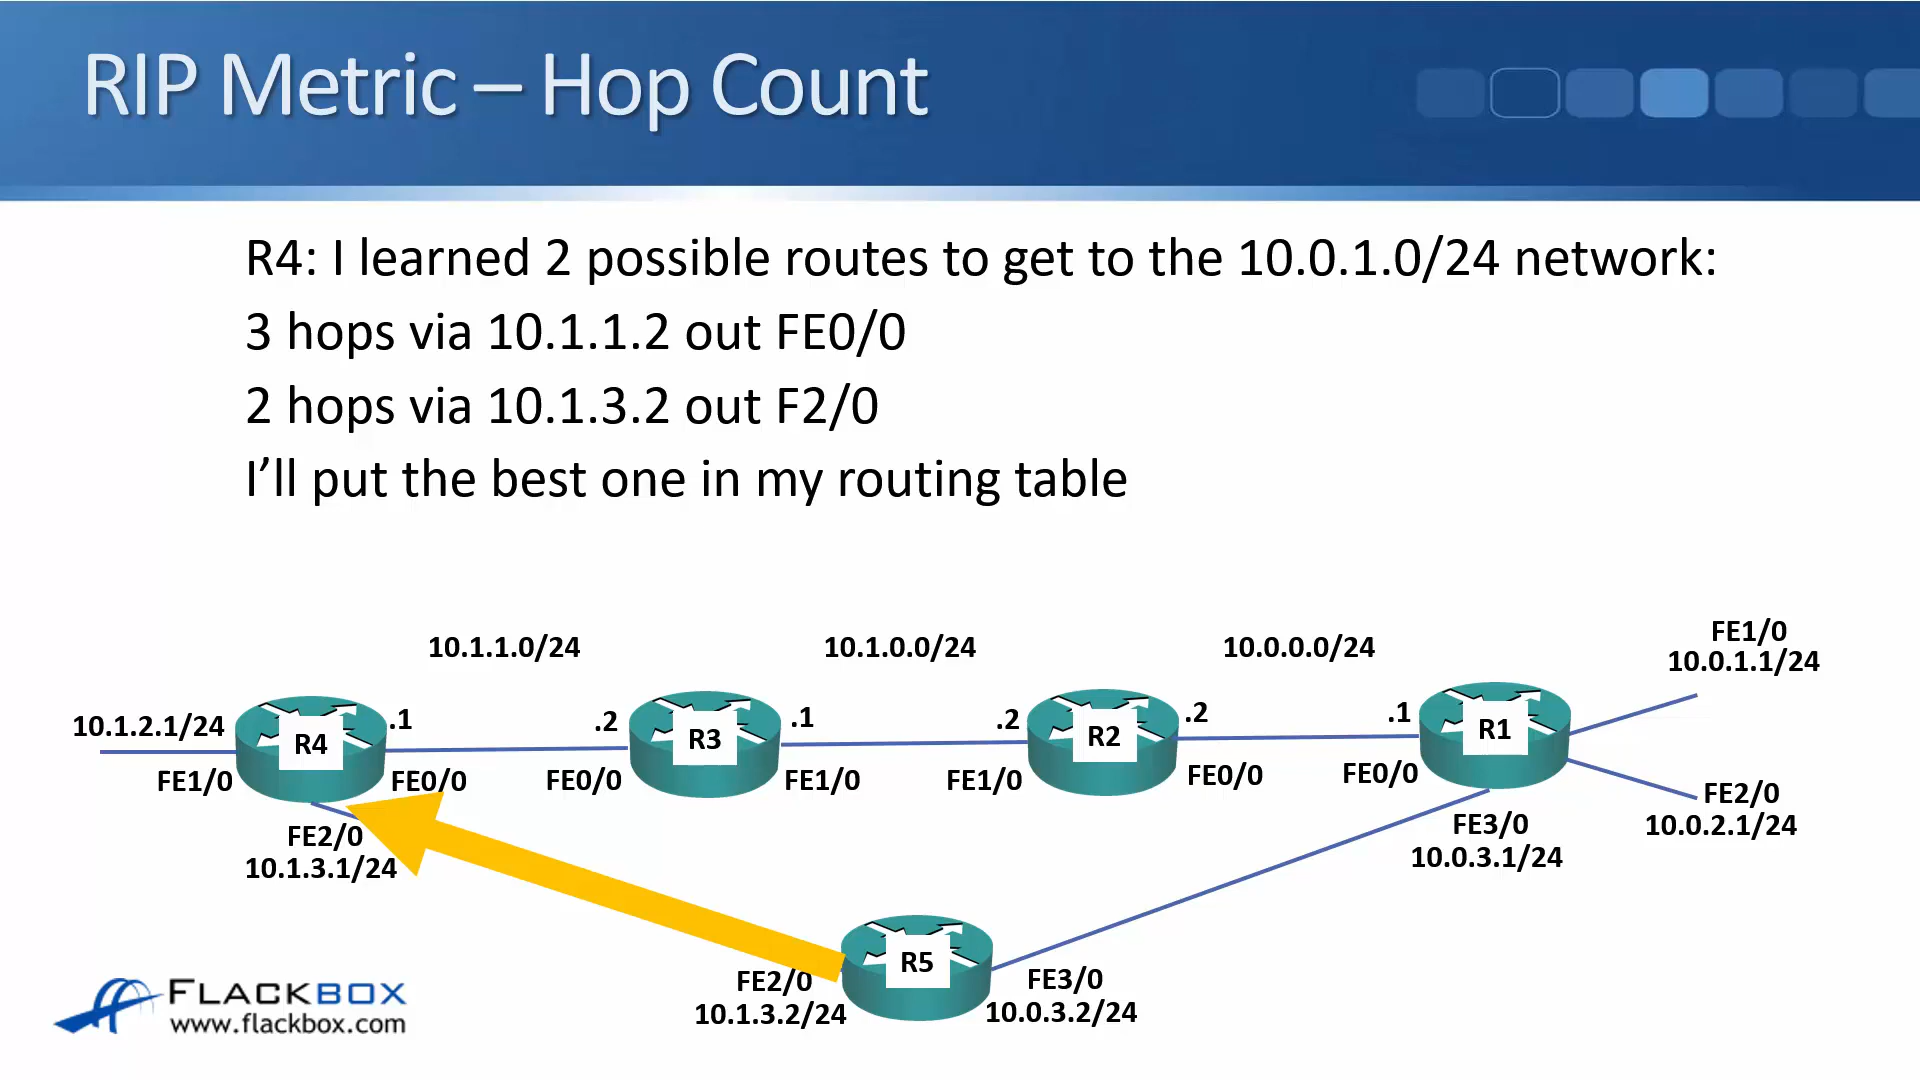 RIP Metric – Hop Count
R4: I learned 2 possible routes to get to the 10.0.1.0/24 network:
3 hops via 10.1.1.2 out FE0/0
2 hops via 10.1.3.2 out F2/0
I’ll put the best one in my routing table
10.1.1.0/24
10.1.0.0/24
10.0.0.0/24
FE1/0
10.0.1.1/24
10.1.2.1/24
FE1/0
R4
.1
FE0/0
.2
FE0/0
R3
.1
FE1/0
.2
FE1/0
R2
.2
FE0/0
.1
FE0/0
R1
FE2/0
10.0.2.1/24
FE2/0
10.1.3.1/24
FE3/0
10.0.3.1/24
R5
FE2/0
10.1.3.2/24
FE3/0
10.0.3.2/24
FLACKBOX
www.flackbox.com